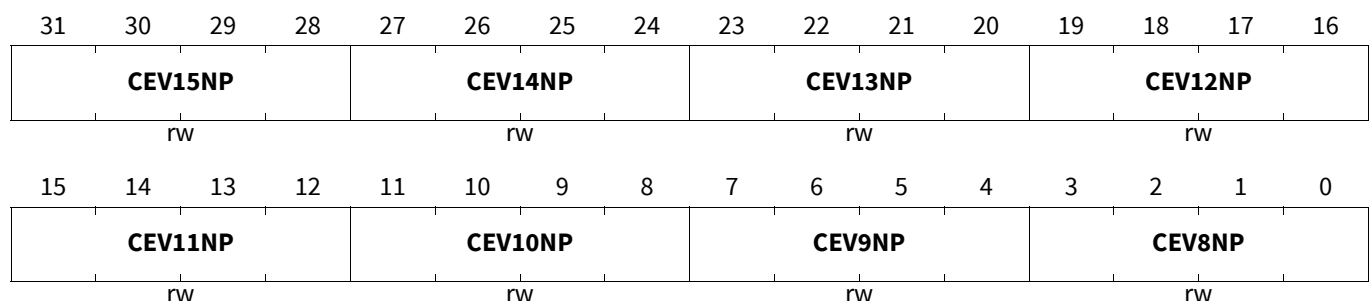 31 30 29 28 27 26 25 24 23 22 21 20 19 18 17 16
CEV15NP CEV14NP CEV13NP CEV12NP
rw rw rw rw
15 14 13 12 11 10 9 8 7 6 5 4 3 2 1 0
CEV11NP CEV10NP CEV9NP CEV8NP
rw rw rw rw